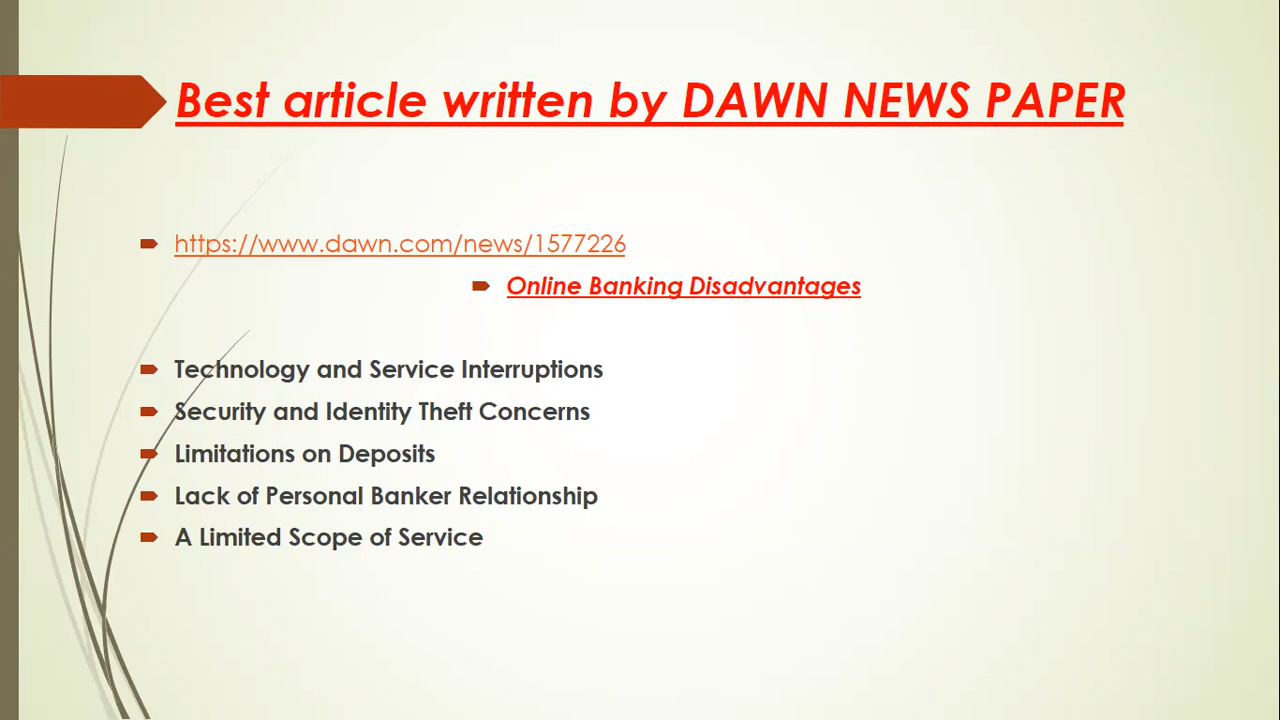 Best article written by DAWN NEWS PAPER
https://www.dawn.com/news/1577226
Online Banking Disadvantages
Technology and Service Interruptions
Security and Identity Theft Concerns
Limitations on Deposits
Lack of Personal Banker Relationship
A Limited Scope of Service